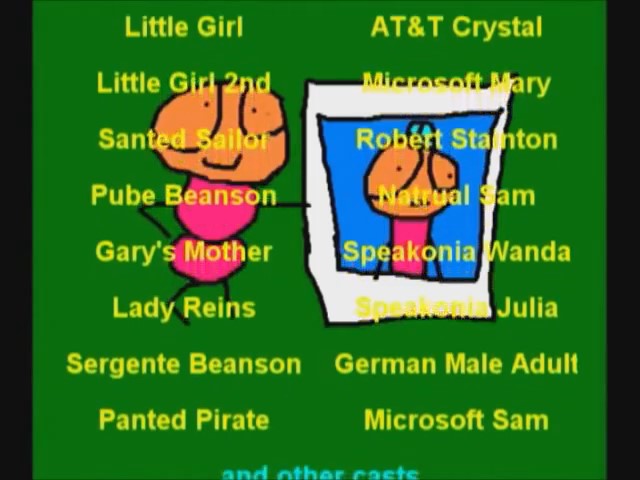 Little Girl AT&T Crystal
Little Girl 2nd Microsoft Mary
Santed Sailor Robert Stainton
Pube Beanson Natrual Sam
Gary's Mother Speakonia Wanda
Lady Reins Speakonia Julia
Sergente Beanson German Male Adult
Panted Pirate Microsoft Sam
and other casts